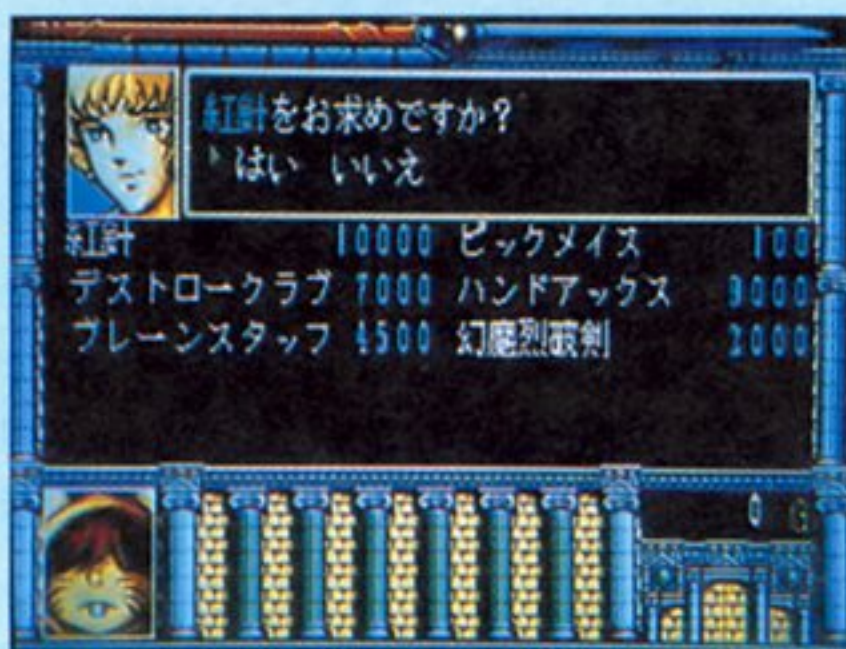 紅針をお求めですか?
はい いいえ
紅針 10000 ビックメイス 100
デストロークラブ 7000 ハンドアックス
ブレーンスタッフ 4500 幻魔烈破剣 2000
0 G